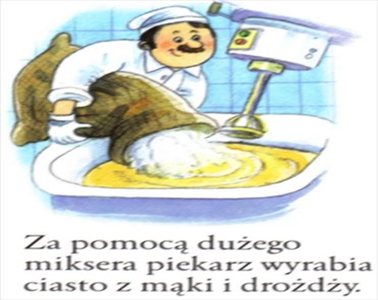 Za pomocą dużego
miksera piekarz wyrabia
ciasto z mąki i drożdży.